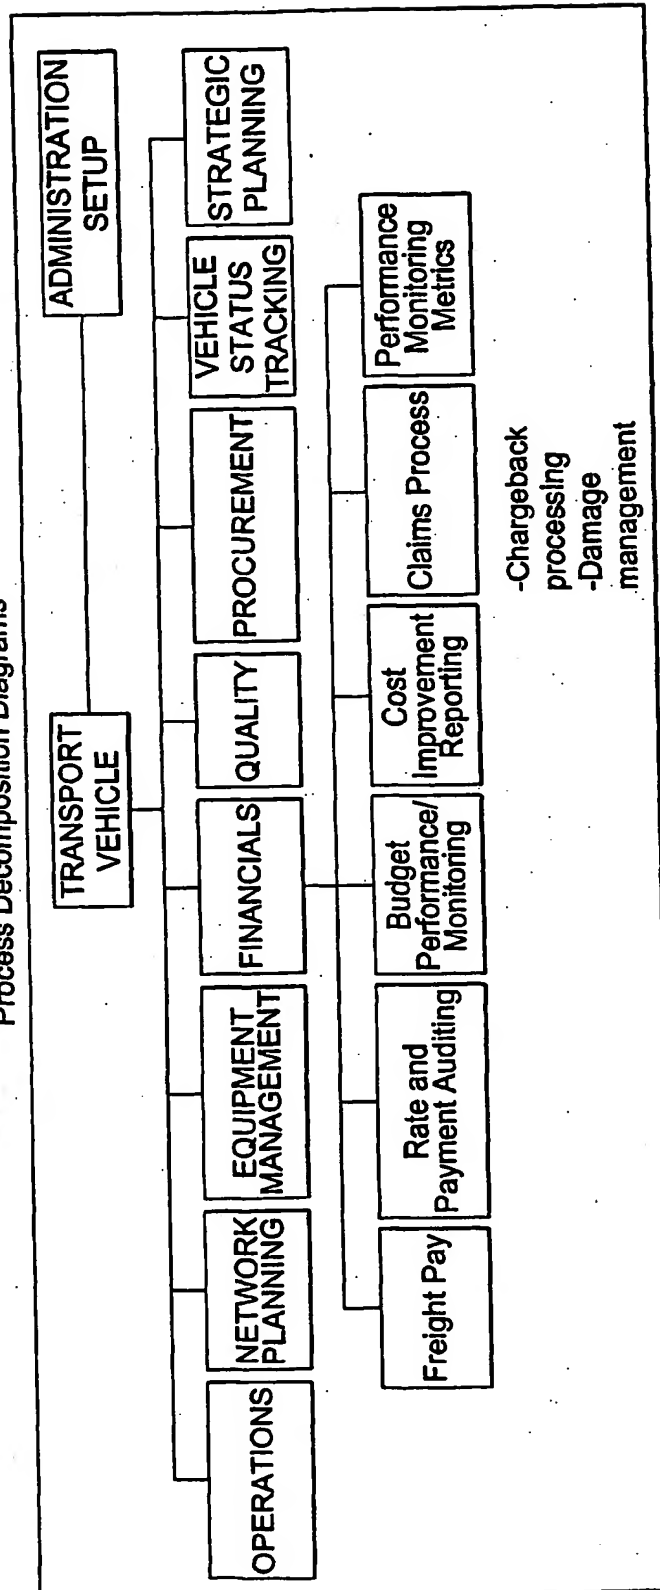 Process Decomposition Diagrams
TRANSPORT
VEHICLE
ADMINISTRATION
SETUP
OPERATIONS
NETWORK
PLANNING
EQUIPMENT
MANAGEMENT
FINANCIALS
QUALITY
PROCUREMENT
VEHICLE
STATUS
TRACKING
STRATEGIC
PLANNING
Freight Pay
Rate and
Payment Auditing
Budget
Performance/
Monitoring
Cost
Improvement
Reporting
Claims Process
Performance
Monitoring
Metrics
-Chargeback
processing
-Damage
management